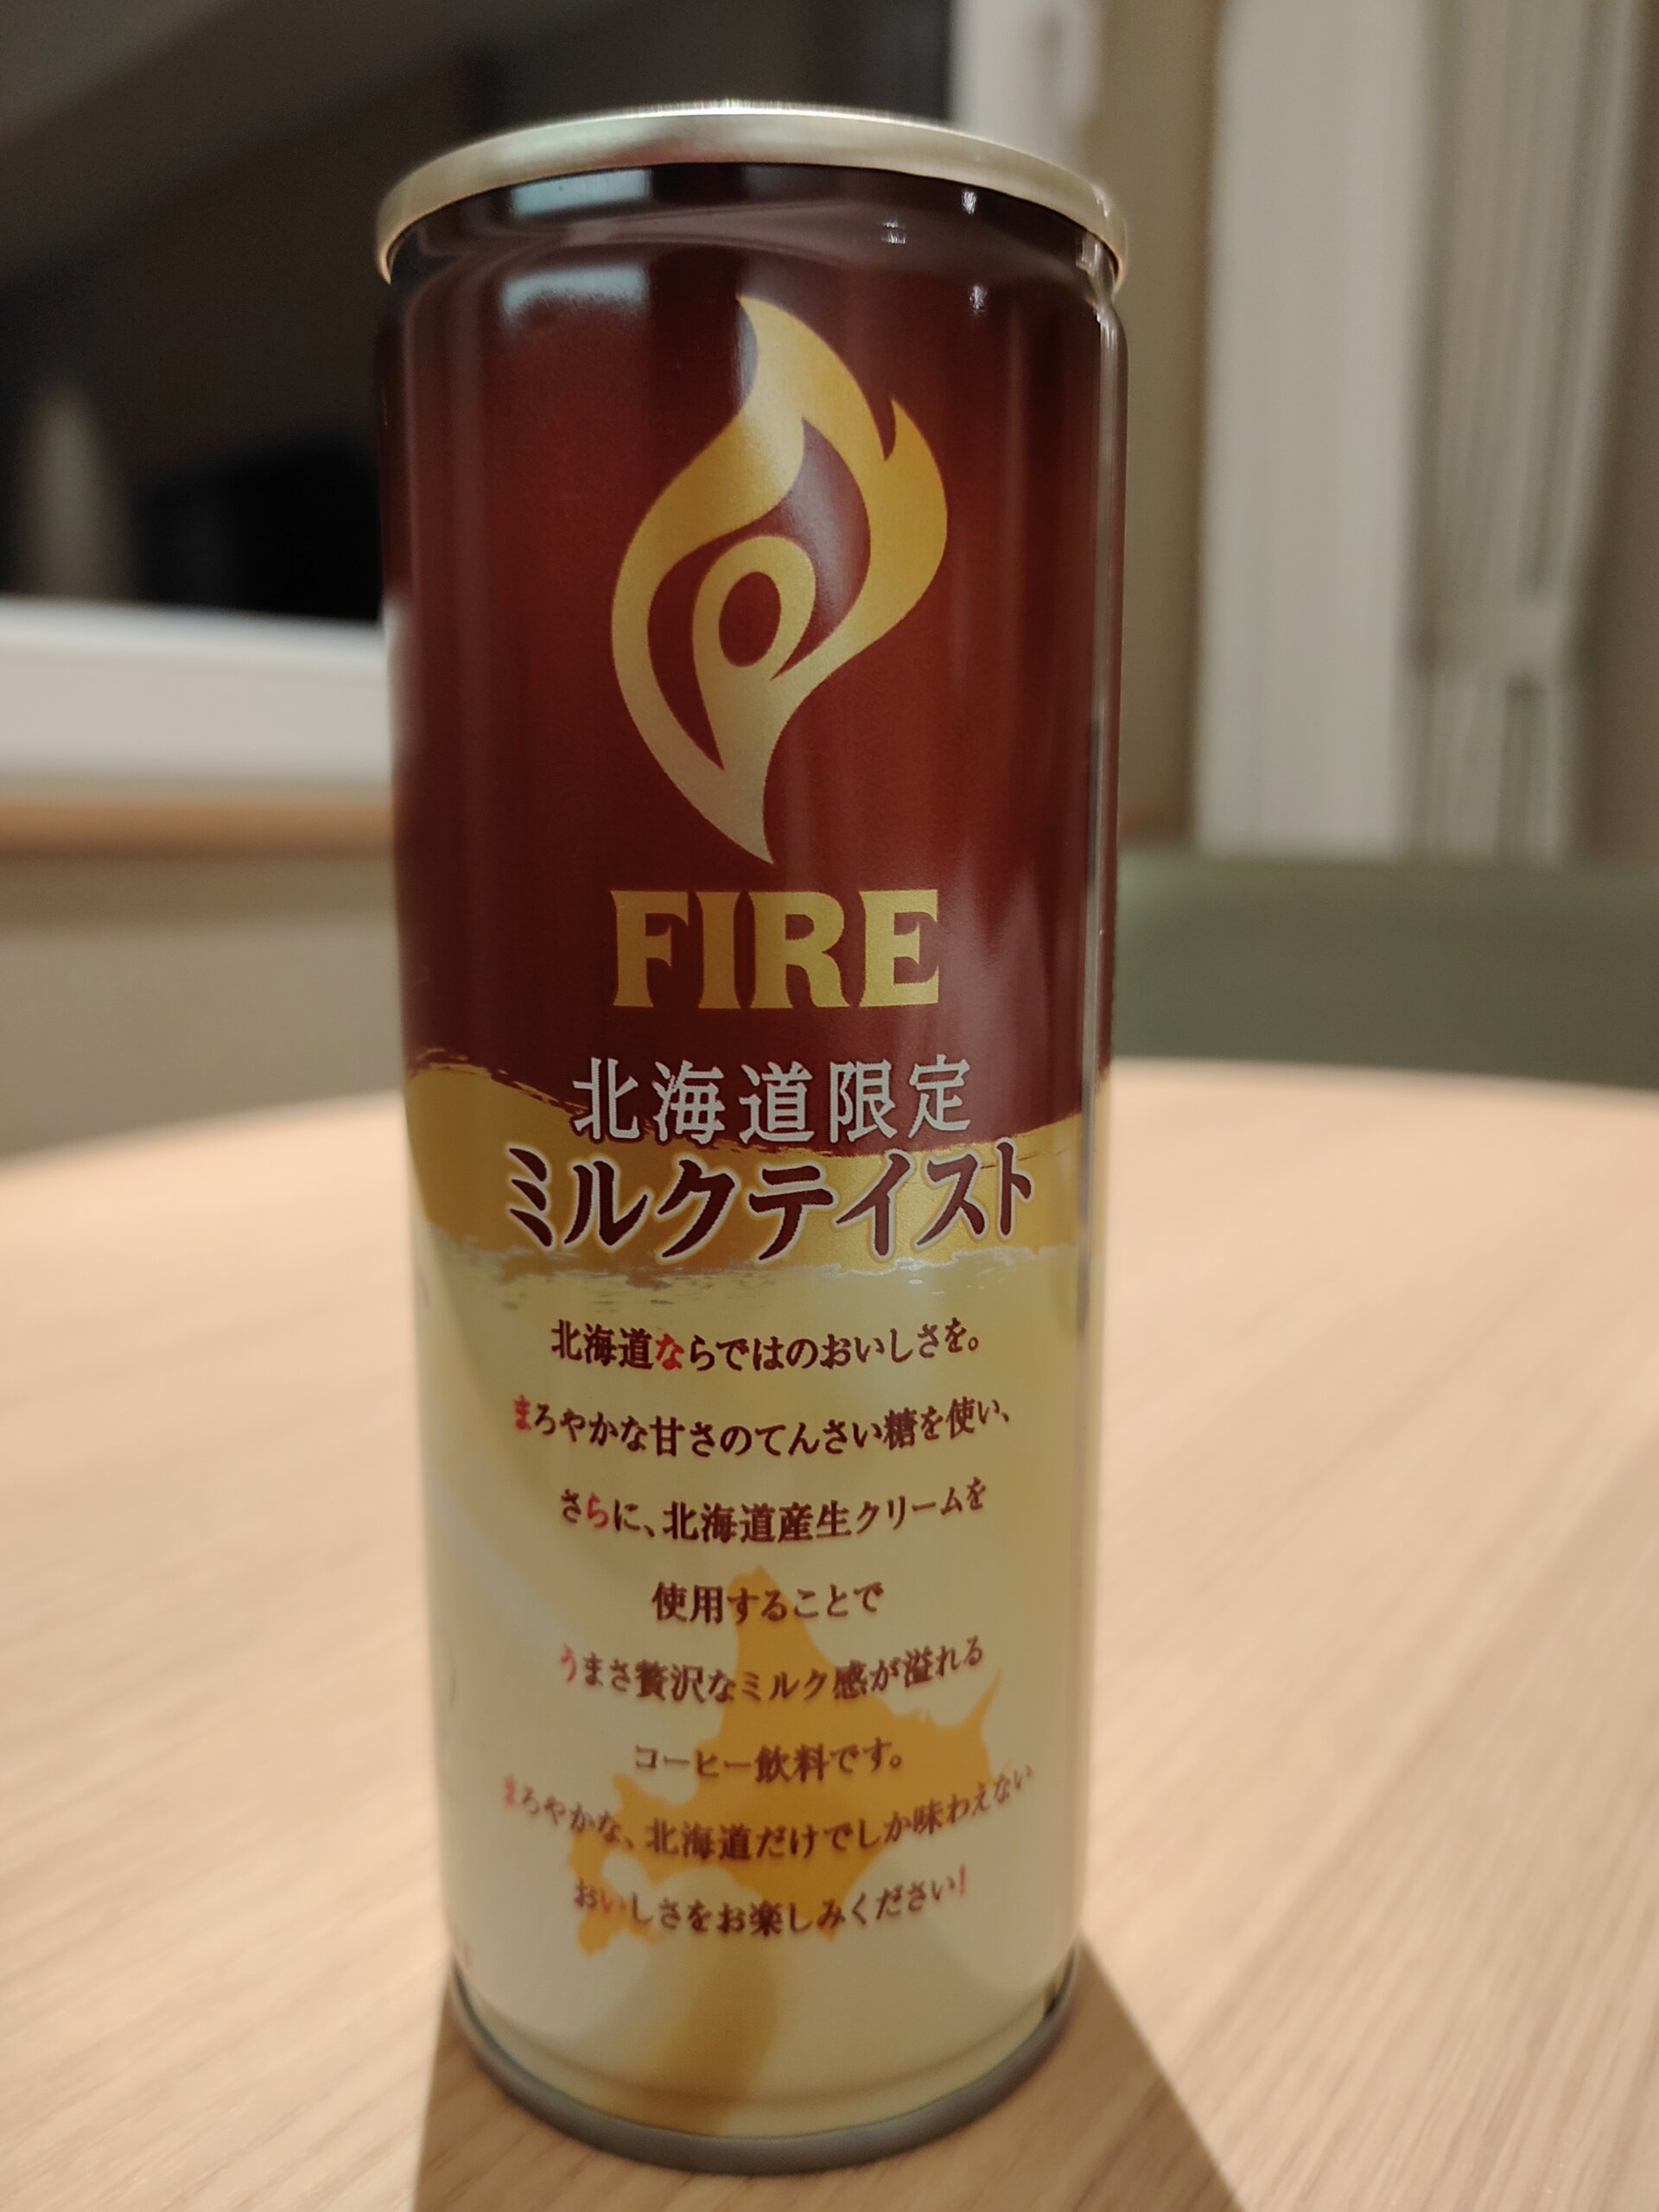 FIRE
北海道限定
ミルクテイスト
北海道ならではのおいしさを。
まろやかな甘さのてんさい糖を使い、
さらに、北海道産生クリームを
使用することで
うまさ贅沢なミルク感が溢れる
コーヒー飲料です。
まろやかな、北海道だけでしか味わえない
おいしさをお楽しみください!